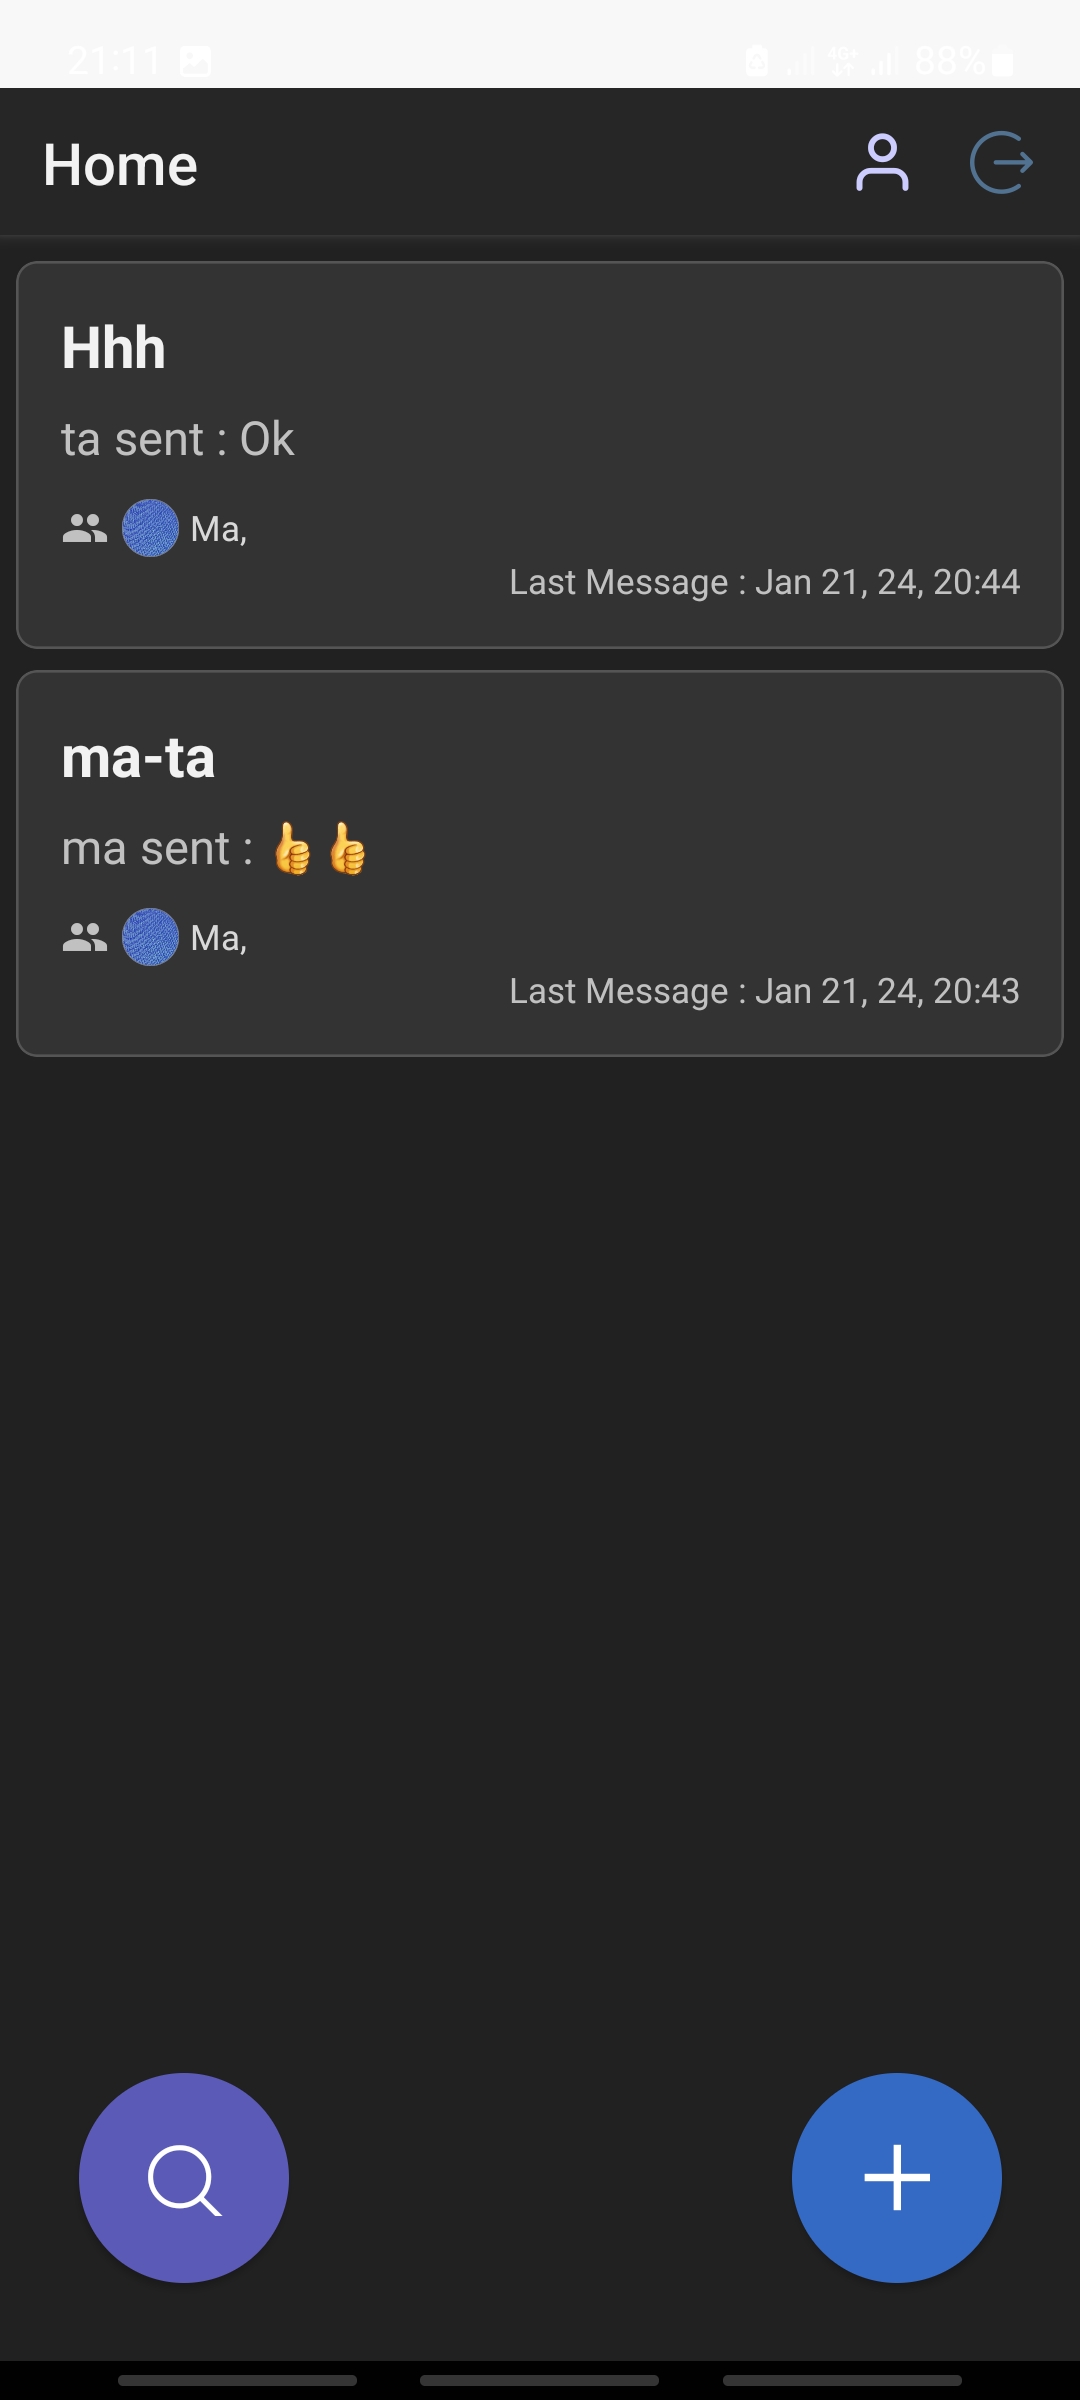 21:11 4G+ 88%
Home
Hhh
ta sent : Ok
Ma,
Last Message : Jan 21, 24, 20:44
ma-ta
ma sent : 👍👍
Ma,
Last Message : Jan 21, 24, 20:43